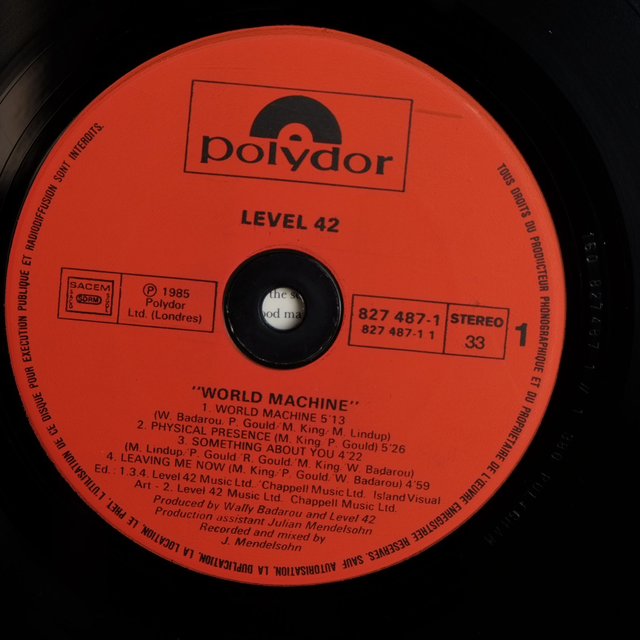 polydor
LEVEL 42
SACEM
SDRM
Ⓟ 1985
Polydor
Ltd. (Londres)
the
827 487-1
827 487-1 1
STEREO
33
1
"WORLD MACHINE"
1. WORLD MACHINE 5'13
(W. Badarou/P. Gould/M. King/M. Lindup)
2. PHYSICAL PRESENCE (M. King/P. Gould) 5'26
3. SOMETHING ABOUT YOU 4'22
(M. Lindup/P. Gould/R. Gould/M. King/W. Badarou)
4. LEAVING ME NOW (M. King/P. Gould/W. Badarou) 4'59
Ed.: 1.3.4. Level 42 Music Ltd./Chappell Music Ltd./Island Visual
Art - 2. Level 42 Music Ltd./Chappell Music Ltd.
Produced by Wally Badarou and Level 42
Production assistant Julian Mendelsohn
Recorded and mixed by
J. Mendelsohn
TOUS DROITS DU PRODUCTEUR PHONOGRAPHIQUE ET DU PROPRIETAIRE DE L'ŒUVRE ENREGISTREE RESERVES. SAUF AUTORISATION, LA DUPLICATION, LA LOCATION, LE PRET, L'UTILISATION DE CE DISQUE POUR EXECUTION PUBLIQUE ET RADIODIFFUSION SONT INTERDITS.